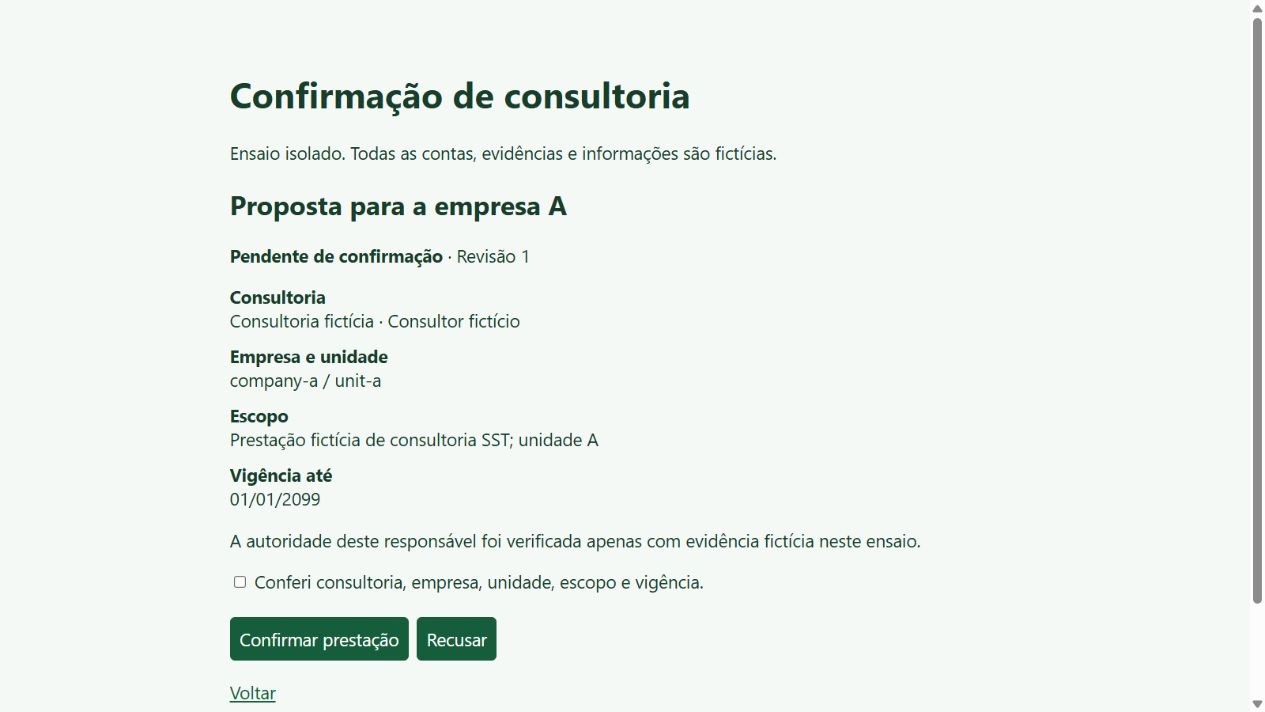 Confirmação de consultoria
Ensaio isolado. Todas as contas, evidências e informações são fictícias.
Proposta para a empresa A
Pendente de confirmação · Revisão 1
Consultoria
Consultoria fictícia · Consultor fictício
Empresa e unidade
company-a / unit-a
Escopo
Prestação fictícia de consultoria SST; unidade A
Vigência até
01/01/2099
A autoridade deste responsável foi verificada apenas com evidência fictícia neste ensaio.
Conferi consultoria, empresa, unidade, escopo e vigência.
Confirmar prestação Recusar
Voltar